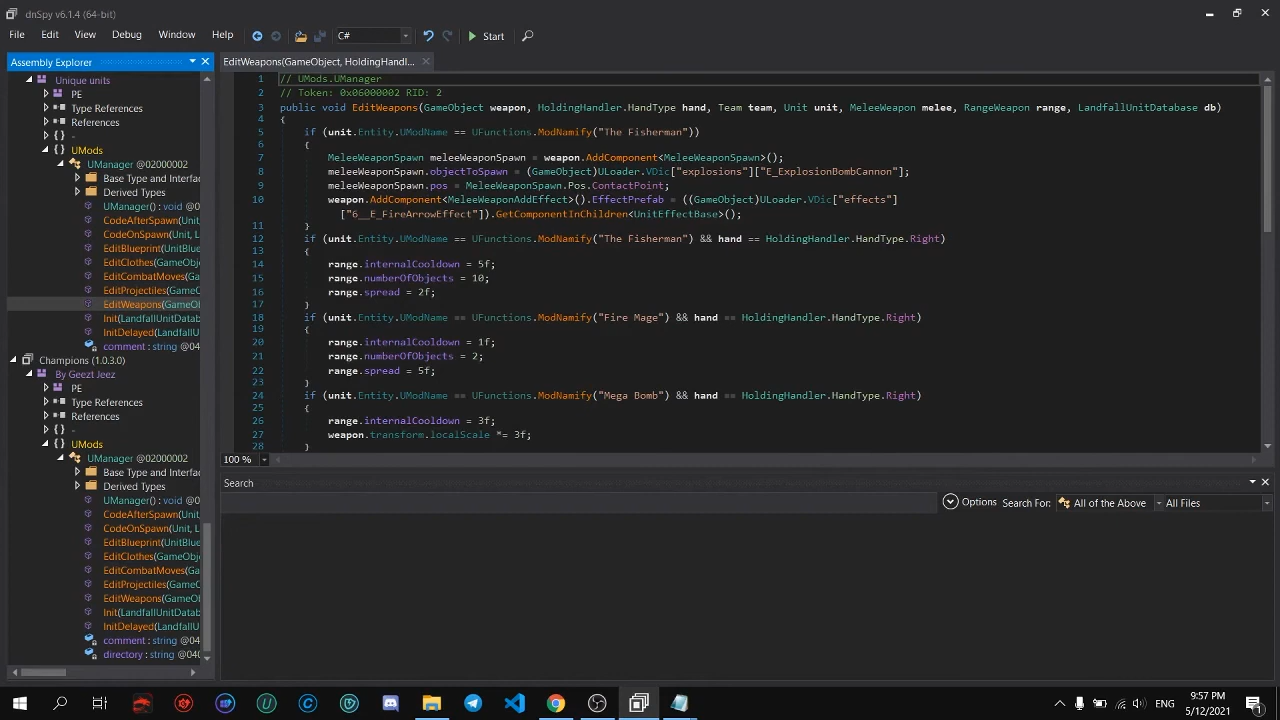 dnSpy v6.1.4 (64-bit)
File Edit View Debug Window Help C# Start
Assembly Explorer
Unique units
PE
Type References
References
{ } -
{ } UMods
UManager @02000002
Base Type and Interfa
Derived Types
UManager() : void @0
CodeAfterSpawn(Unit,
CodeOnSpawn(Unit, L
EditBlueprint(UnitBlue
EditClothes(GameObje
EditCombatMoves(Gar
EditProjectiles(GameOb
EditWeapons(GameOb
Init(LandfallUnitDatab
InitDelayed(LandfallU
comment : string @04
Champions (1.0.3.0)
By Geezt Jeez
PE
Type References
References
{ } -
{ } UMods
UManager @02000002
Base Type and Interfa
Derived Types
UManager() : void @0
CodeAfterSpawn(Unit,
CodeOnSpawn(Unit, L
EditBlueprint(UnitBlue
EditClothes(GameObje
EditCombatMoves(Gar
EditProjectiles(GameO
EditWeapons(GameOb
Init(LandfallUnitDatab
InitDelayed(LandfallU
comment : string @04
directory : string @040
EditWeapons(GameObject, HoldingHandl...
1 // UMods.UManager
2 // Token: 0x06000002 RID: 2
3 public void EditWeapons(GameObject weapon, HoldingHandler.HandType hand, Team team, Unit unit, MeleeWeapon melee, RangeWeapon range, LandfallUnitDatabase db)
4 {
5 if (unit.Entity.UModName == UFunctions.ModNamify("The Fisherman"))
6 {
7 MeleeWeaponSpawn meleeWeaponSpawn = weapon.AddComponent<MeleeWeaponSpawn>();
8 meleeWeaponSpawn.objectToSpawn = (GameObject)ULoader.VDic["explosions"]["E_ExplosionBombCannon"];
9 meleeWeaponSpawn.pos = MeleeWeaponSpawn.Pos.ContactPoint;
10 weapon.AddComponent<MeleeWeaponAddEffect>().EffectPrefab = ((GameObject)ULoader.VDic["effects"]
["6__E_FireArrowEffect"]).GetComponentInChildren<UnitEffectBase>();
11 }
12 if (unit.Entity.UModName == UFunctions.ModNamify("The Fisherman") && hand == HoldingHandler.HandType.Right)
13 {
14 range.internalCooldown = 5f;
15 range.numberOfObjects = 10;
16 range.spread = 2f;
17 }
18 if (unit.Entity.UModName == UFunctions.ModNamify("Fire Mage") && hand == HoldingHandler.HandType.Right)
19 {
20 range.internalCooldown = 1f;
21 range.numberOfObjects = 2;
22 range.spread = 5f;
23 }
24 if (unit.Entity.UModName == UFunctions.ModNamify("Mega Bomb") && hand == HoldingHandler.HandType.Right)
25 {
26 range.internalCooldown = 3f;
27 weapon.transform.localScale *= 3f;
28 }
100 %
Search
Options Search For: All of the Above All Files
ENG 9:57 PM
5/12/2021